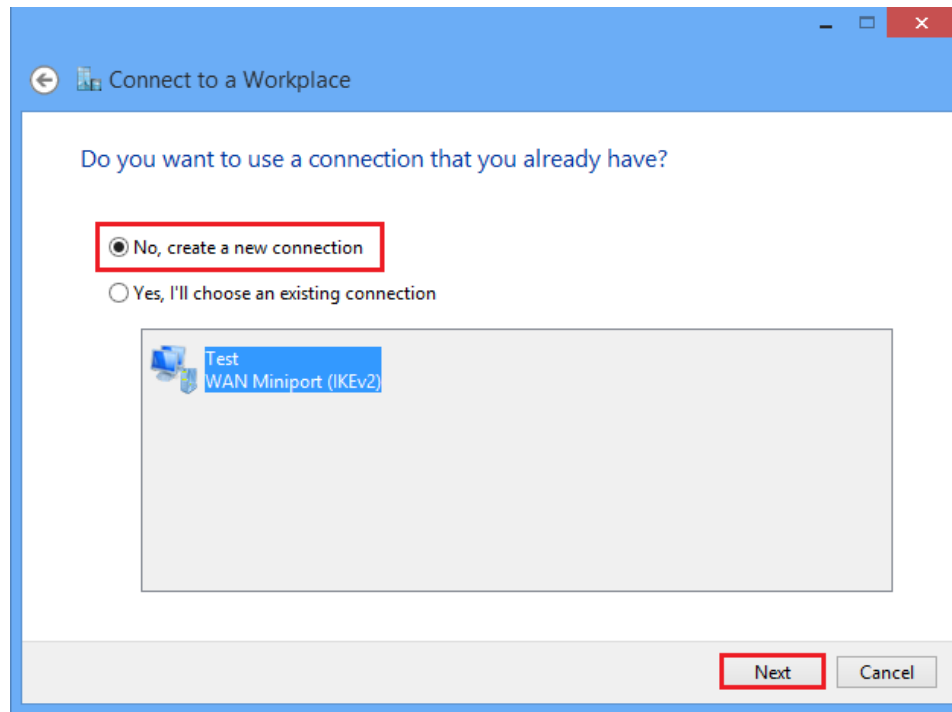 Connect to a Workplace
Do you want to use a connection that you already have?
No, create a new connection
Yes, I'll choose an existing connection
Test
WAN Miniport (IKEv2)
Next
Cancel